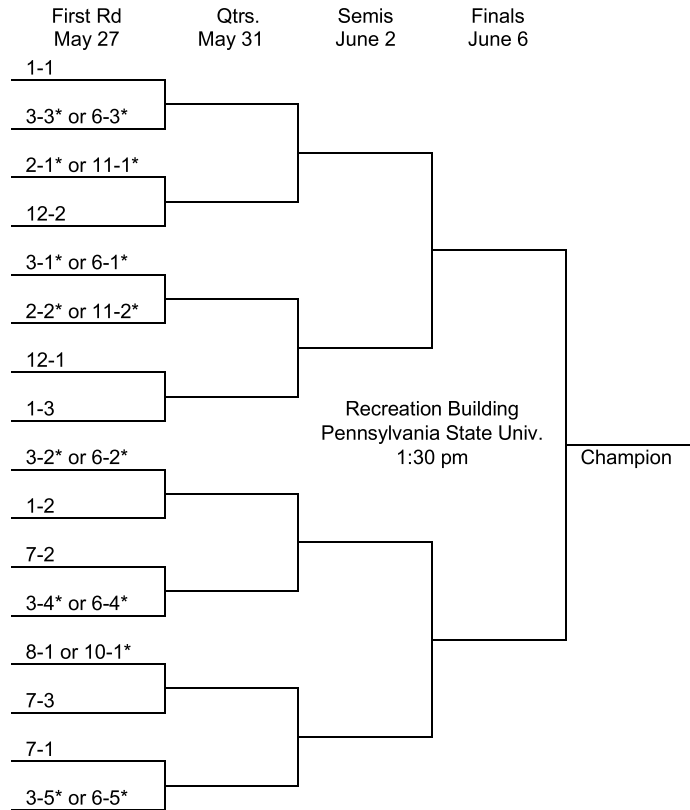 First Rd Qtrs. Semis Finals
May 27 May 31 June 2 June 6
1-1
3-3* or 6-3*
2-1* or 11-1*
12-2
3-1* or 6-1*
2-2* or 11-2*
12-1
1-3
Recreation Building
Pennsylvania State Univ.
1:30 pm
Champion
3-2* or 6-2*
1-2
7-2
3-4* or 6-4*
8-1 or 10-1*
7-3
7-1
3-5* or 6-5*